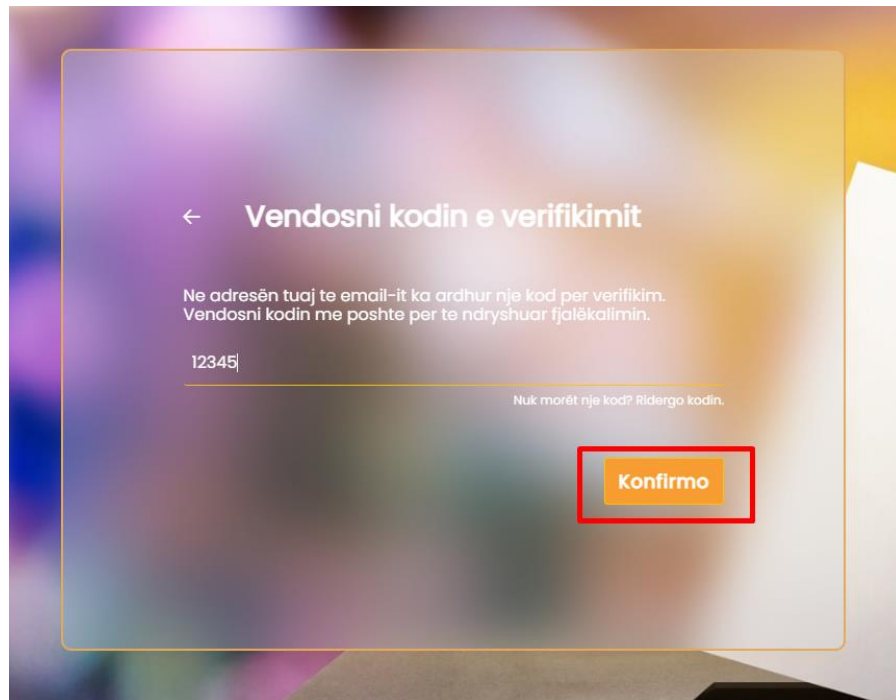 ← Vendosni kodin e verifikimit
Ne adresën tuaj te email-it ka ardhur nje kod per verifikim.
Vendosni kodin me poshte per te ndryshuar fjalëkalimin.
12345
Nuk morët nje kod? Ridergo kodin.
Konfirmo